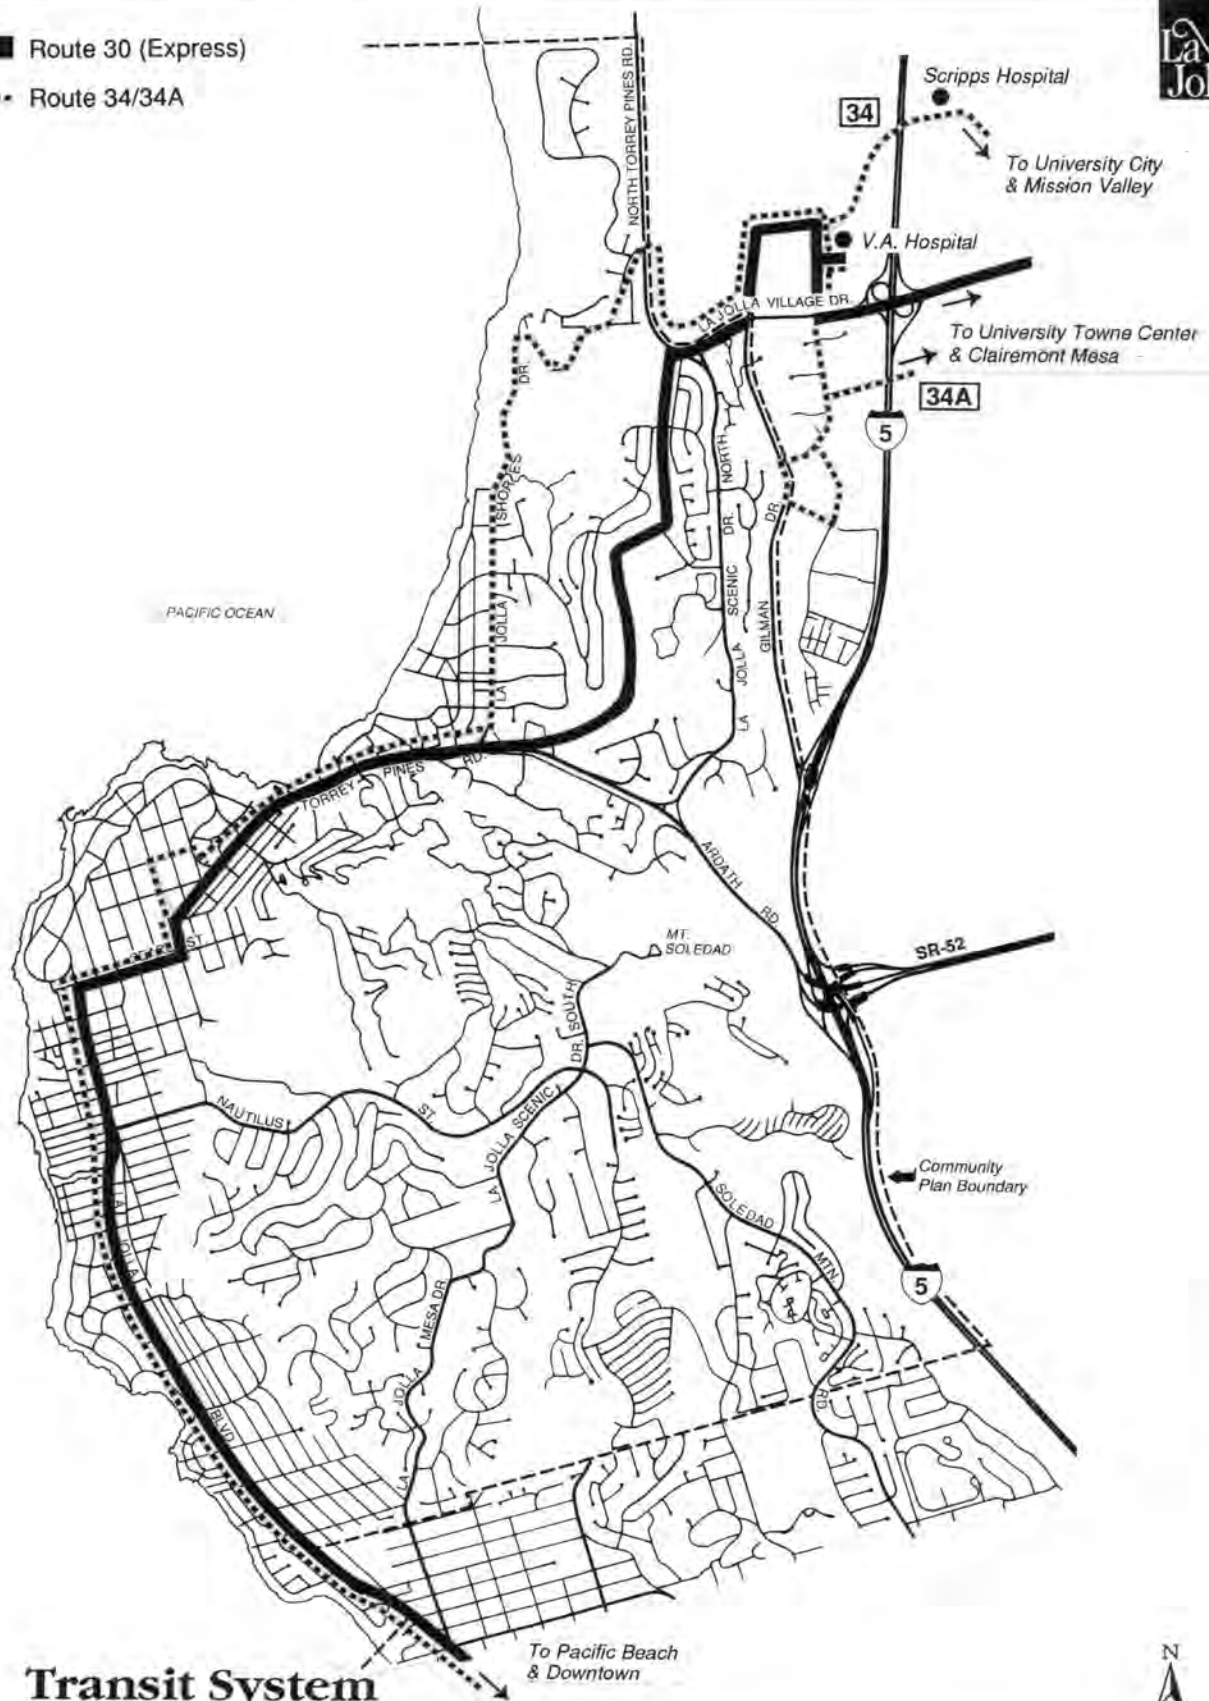 Route 30 (Express)
Route 34/34A
La
Jol
NORTH TORREY PINES RD.
34
Scripps Hospital
To University City
& Mission Valley
V.A. Hospital
LA JOLLA VILLAGE DR.
To University Towne Center
& Clairemont Mesa
34A
5
LA JOLLA SHORES DR.
LA JOLLA SCENIC DR. NORTH
GILMAN DR.
PACIFIC OCEAN
TORREY PINES RD.
ARDATH RD.
MT.
SOLEDAD
SR-52
ST
NAUTILUS ST.
LA JOLLA SCENIC DR. SOUTH
Community
Plan Boundary
SOLEDAD MTN. RD.
5
LA JOLLA BLVD.
LA JOLLA MESA DR.
To Pacific Beach
& Downtown
N
Transit System